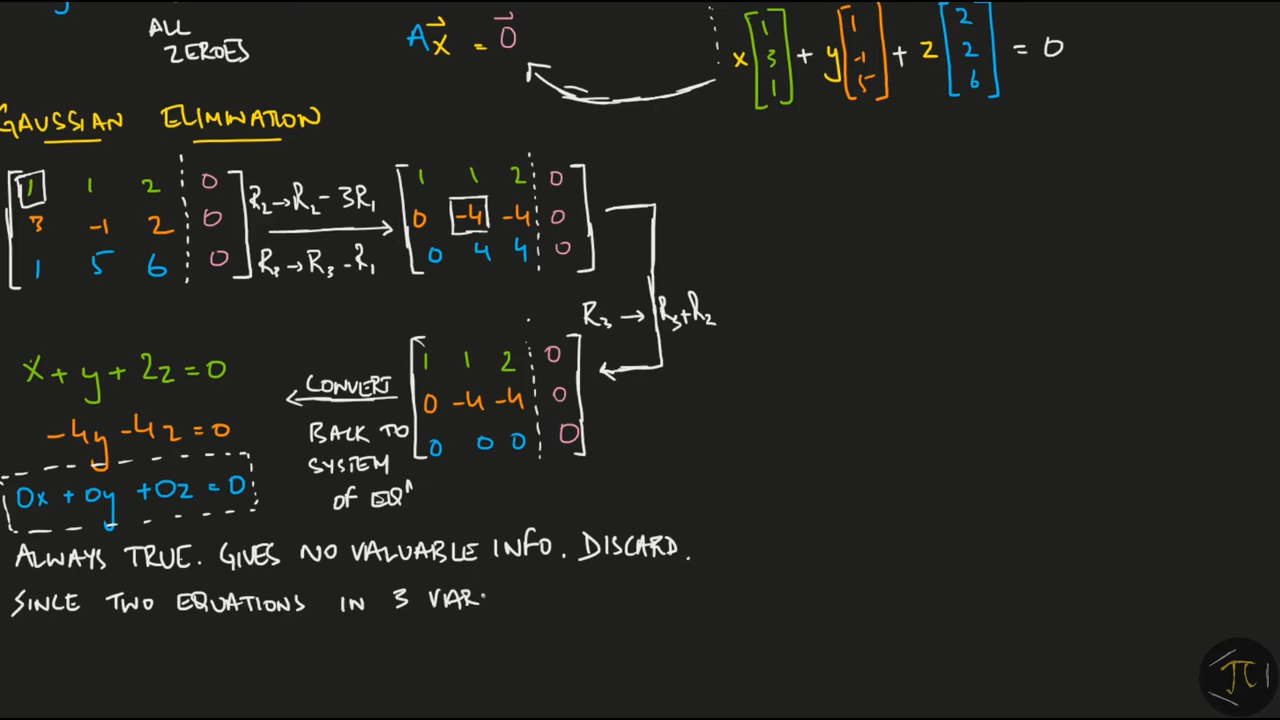 ALL
ZEROES
Ax⃗ = 0⃗
x [1 3 1] + y [1 -1 5] + z [2 2 6] = 0
GAUSSIAN ELIMINATION
[1 1 2 | 0
3 -1 2 | 0
1 5 6 | 0]
R₂→R₂-3R₁
R₃→R₃-R₁
[1 1 2 | 0
0 -4 -4 | 0
0 4 4 | 0]
R₃→R₃+R₂
[1 1 2 | 0
0 -4 -4 | 0
0 0 0 | 0]
CONVERT
BACK TO
SYSTEM
OF EQⁿ
x + y + 2z = 0
-4y -4z = 0
0x + 0y + 0z = 0
ALWAYS TRUE. GIVES NO VALUABLE INFO. DISCARD.
SINCE TWO EQUATIONS IN 3 VAR